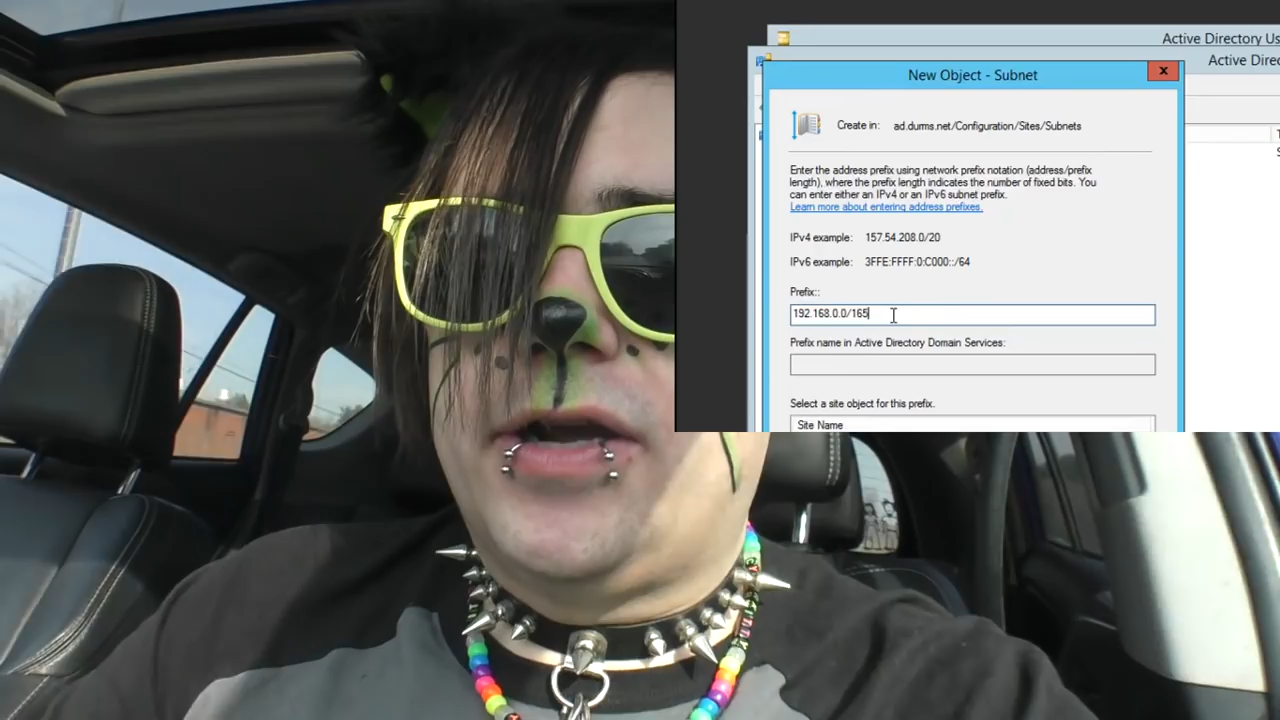 Active Directory Us
Active Direc
New Object - Subnet
Create in: ad.durms.net/Configuration/Sites/Subnets
Enter the address prefix using network prefix notation (address/prefix
length), where the prefix length indicates the number of fixed bits. You
can enter either an IPv4 or an IPv6 subnet prefix.
Learn more about entering address prefixes.
IPv4 example: 157.54.208.0/20
IPv6 example: 3FFE:FFFF:0:C000::/64
Prefix::
192.168.0.0/165
Prefix name in Active Directory Domain Services:
Select a site object for this prefix.
Site Name